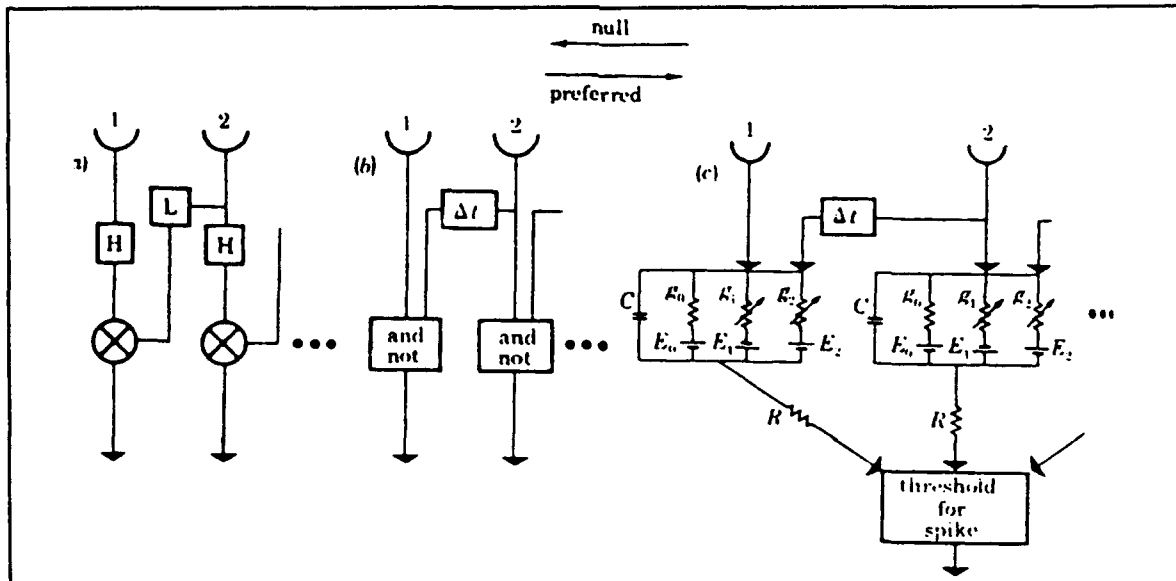 null
preferred
1 2 1 2 1 2
a) (b) (c)
L Δt Δt
H H
C g₀ g₁ g₂ C g₀ g₁ g₂
and not and not
E₀ E₁ E₂ E₀ E₁ E₂
R R
threshold
for
spike